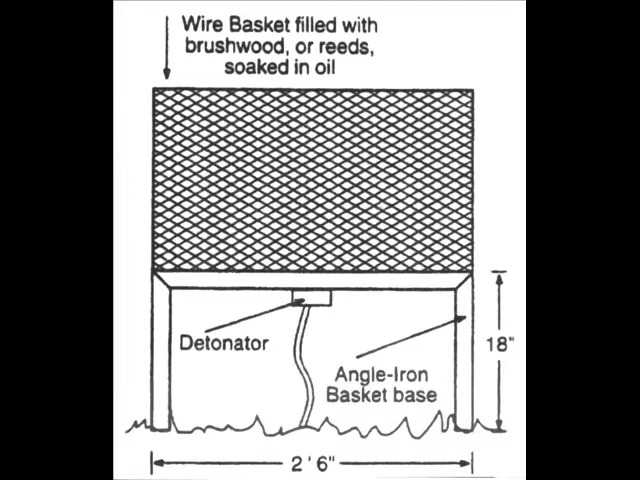 Wire Basket filled with
brushwood, or reeds,
soaked in oil
Detonator
18"
Angle-Iron
Basket base
2 ' 6"